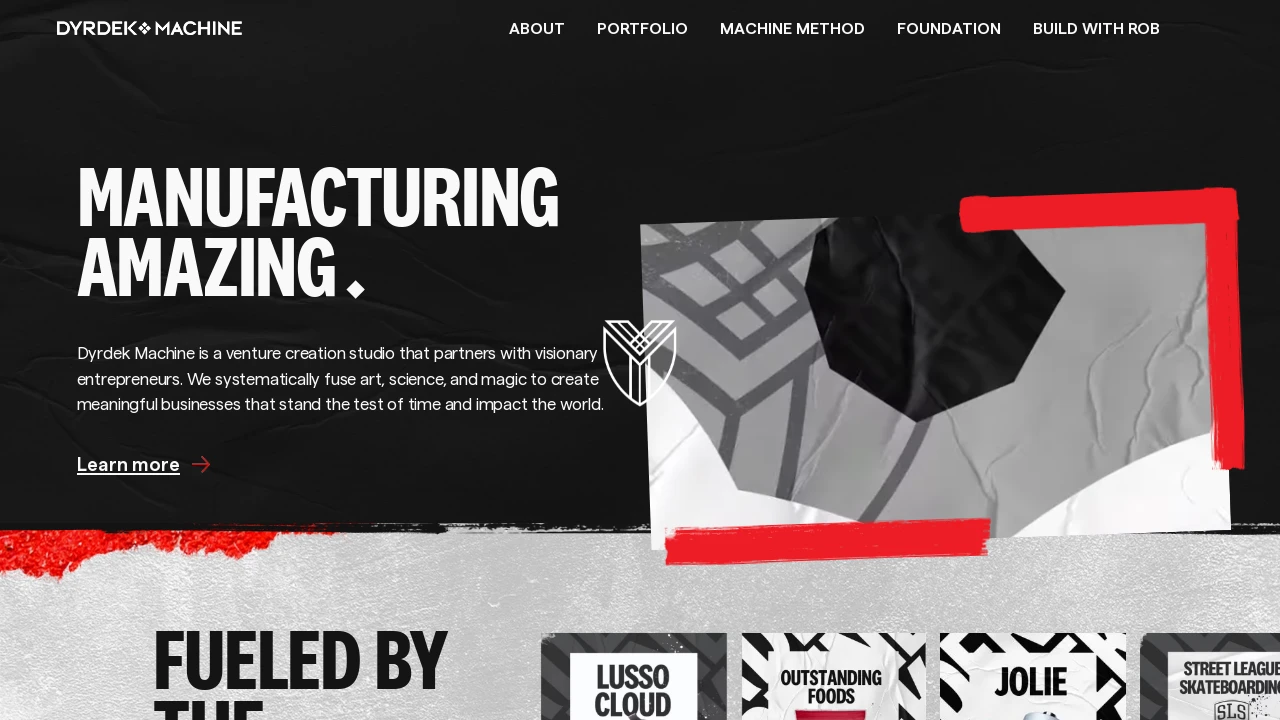 DYRDEK MACHINE
ABOUT
PORTFOLIO
MACHINE METHOD
FOUNDATION
BUILD WITH ROB
MANUFACTURING
AMAZING.
Dyrdek Machine is a venture creation studio that partners with visionary
entrepreneurs. We systematically fuse art, science, and magic to create
meaningful businesses that stand the test of time and impact the world.
Learn more
FUELED BY
THE
LUSSO
CLOUD
OUTSTANDING
FOODS
JOLIE
STREET LEAGUE
SKATEBOARDING
SLS